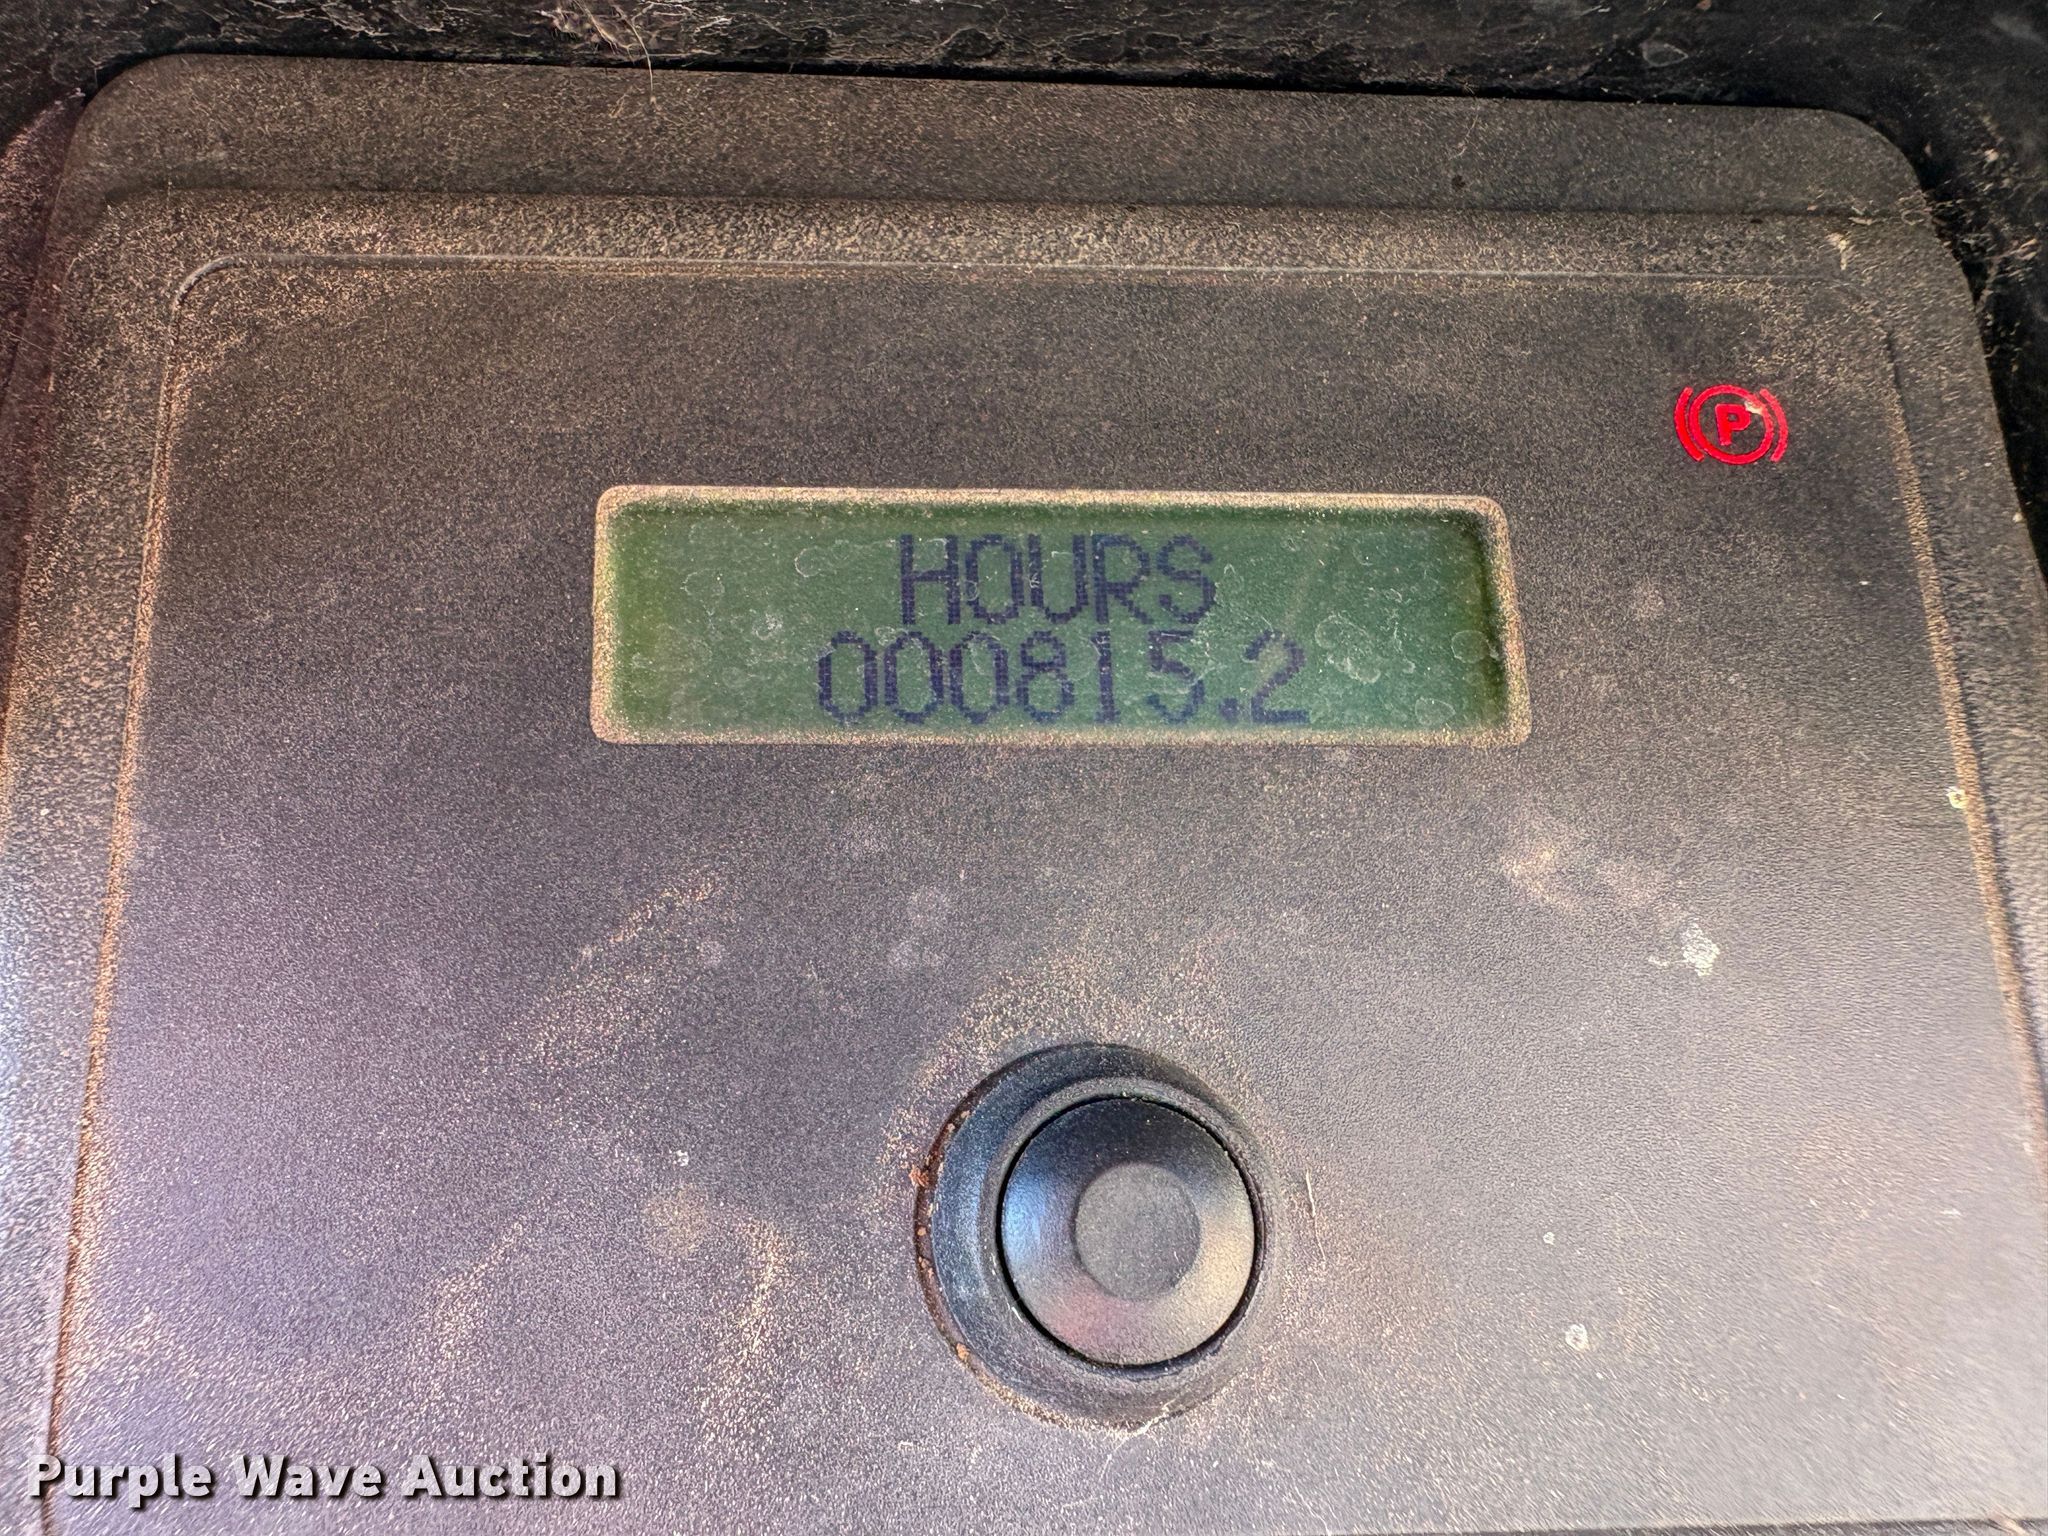 P
HOURS
000815.2
Purple Wave Auction